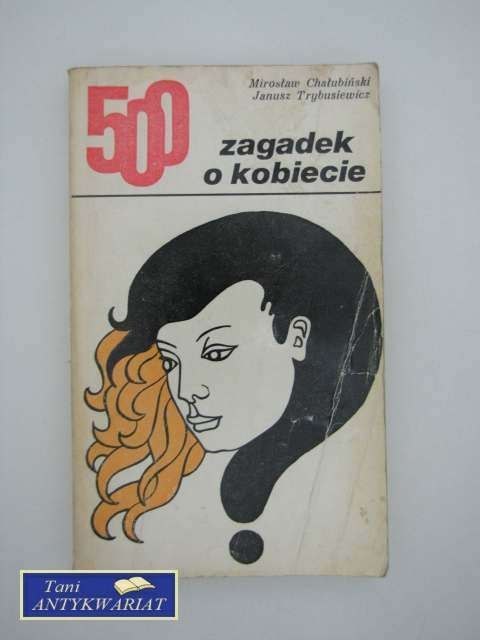 Mirosław Chałubiński
Janusz Trybusiewicz
500
zagadek
o kobiecie
Tani
ANTYKWARIAT